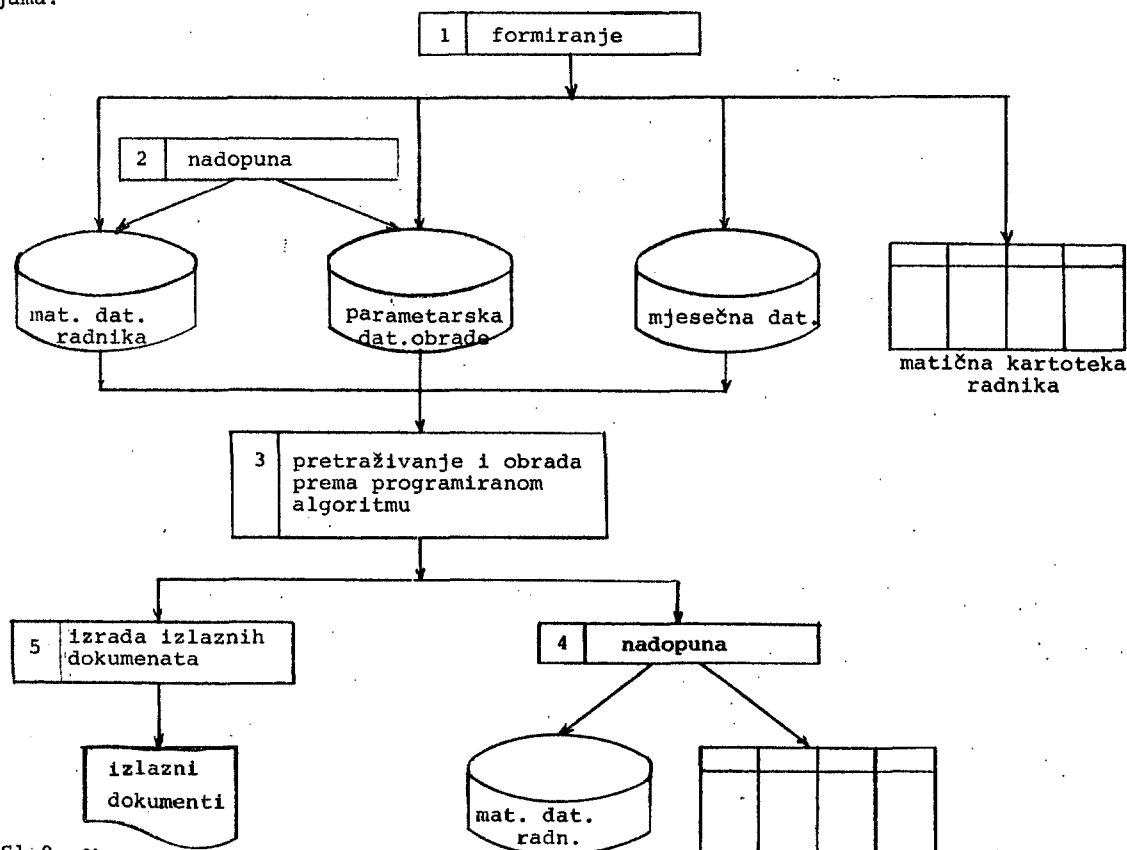 jama.
1 formiranje
2 nadopuna
mat. dat.
radnika
parametarska
dat.obrade
mjesečna dat.
matična kartoteka
radnika
3 pretraživanje i obrada
prema programiranom
algoritmu
5 izrada izlaznih
dokumenata
4 nadopuna
izlazni
dokumenti
mat. dat.
radn.